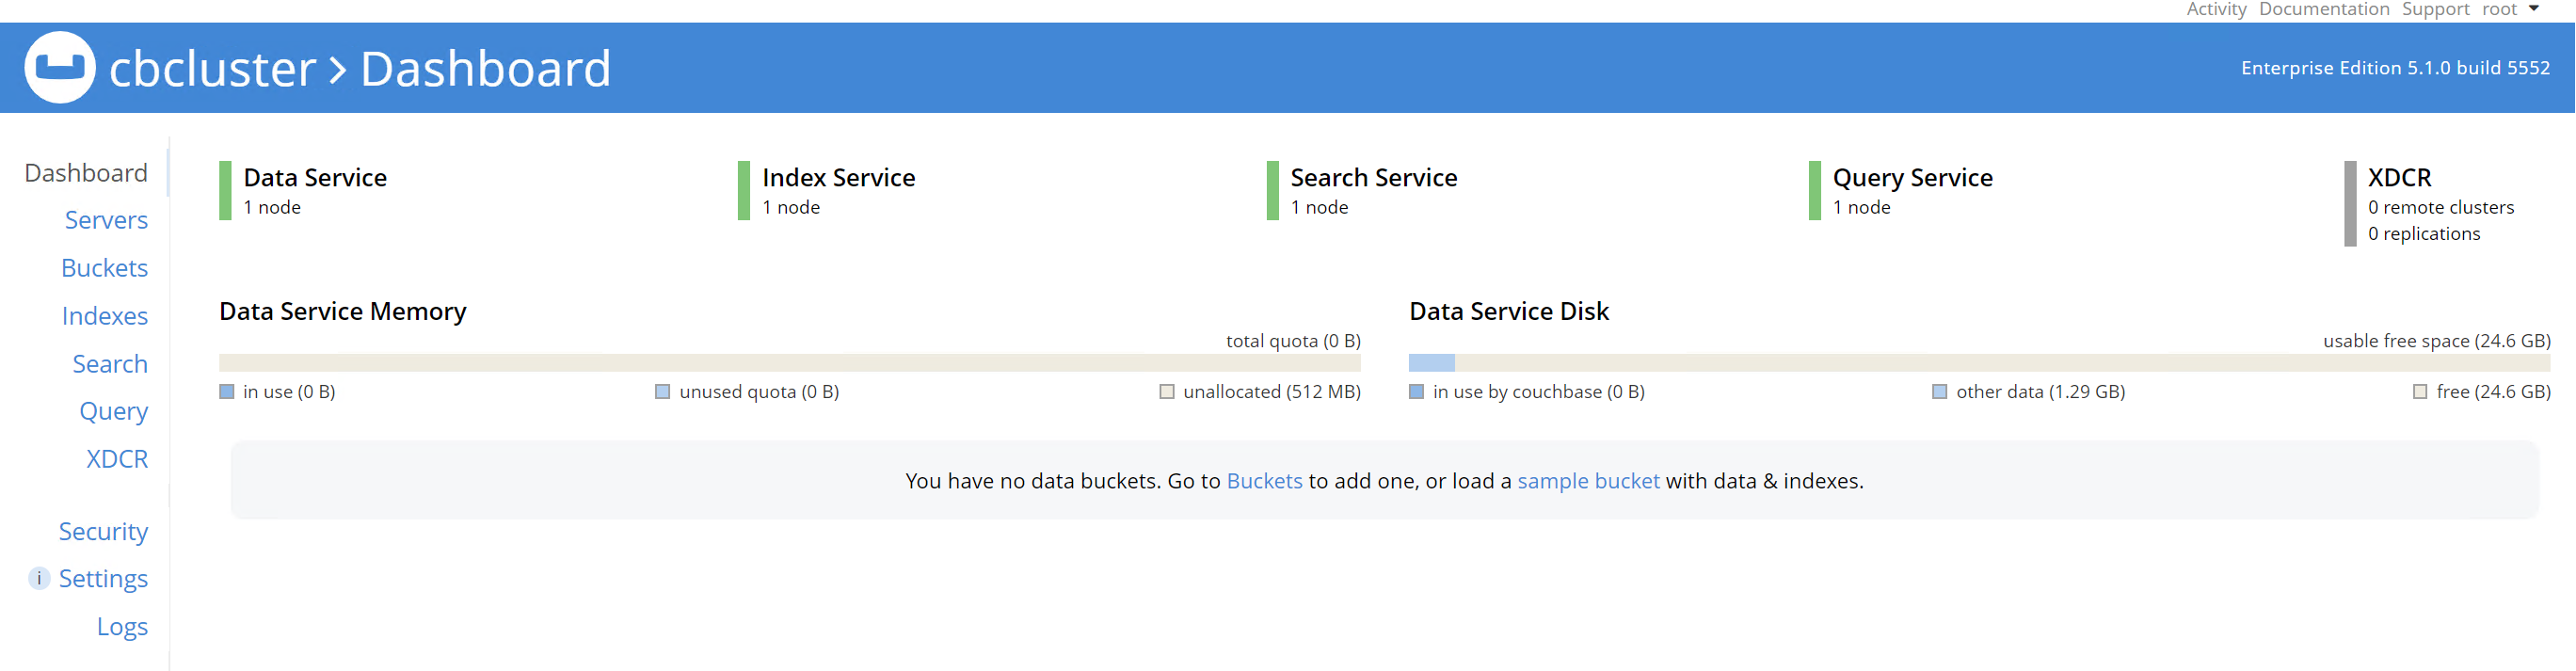 Activity Documentation Support root
cbcluster > Dashboard
Enterprise Edition 5.1.0 build 5552
Dashboard
Servers
Buckets
Indexes
Search
Query
XDCR
Security
i Settings
Logs
Data Service
1 node
Index Service
1 node
Search Service
1 node
Query Service
1 node
XDCR
0 remote clusters
0 replications
Data Service Memory
total quota (0 B)
in use (0 B) unused quota (0 B) unallocated (512 MB)
Data Service Disk
usable free space (24.6 GB)
in use by couchbase (0 B) other data (1.29 GB) free (24.6 GB)
You have no data buckets. Go to Buckets to add one, or load a sample bucket with data & indexes.